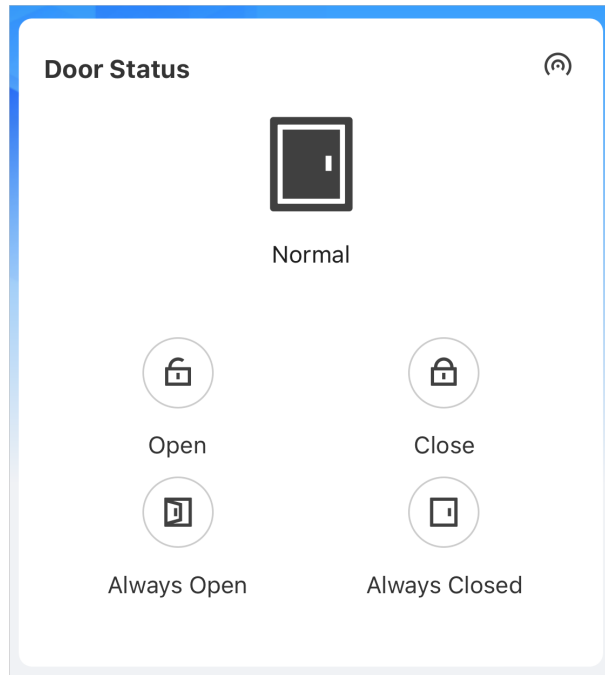 Door Status
Normal
Open
Close
Always Open
Always Closed